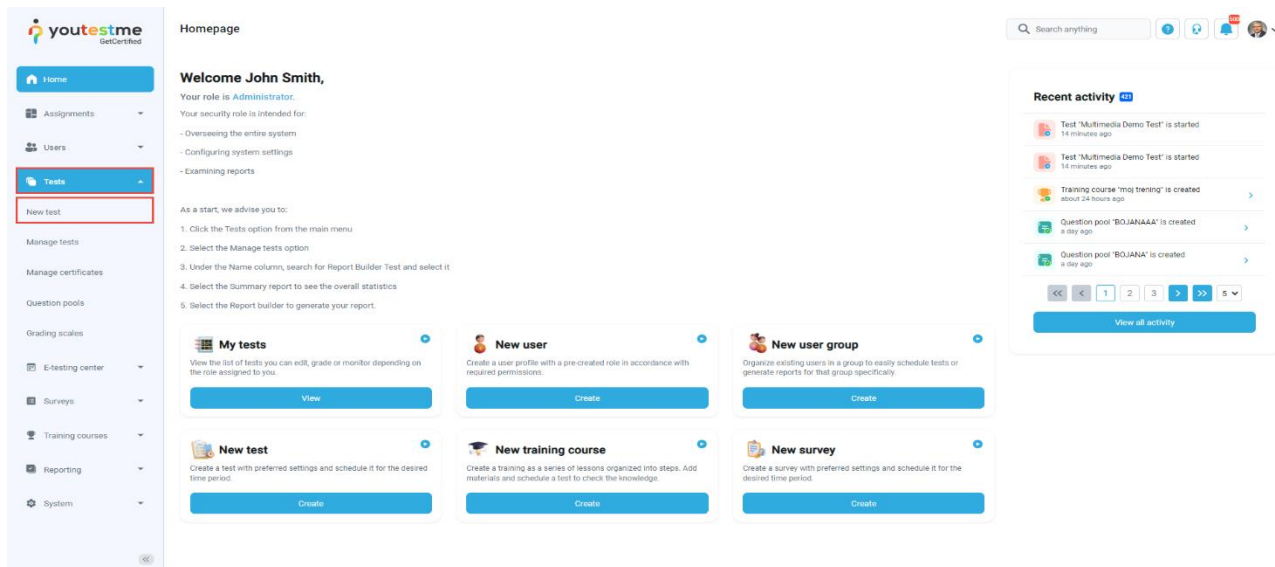 youtestme
GetCertified
Homepage
Search anything
500
Home
Assignments
Users
Tests
New test
Manage tests
Manage certificates
Question pools
Grading scales
E-testing center
Surveys
Training courses
Reporting
System
Welcome John Smith,
Your role is Administrator.
Your security role is intended for:
- Overseeing the entire system
- Configuring system settings
- Examining reports
As a start, we advise you to:
1. Click the Tests option from the main menu
2. Select the Manage tests option
3. Under the Name column, search for Report Builder Test and select it
4. Select the Summary report to see the overall statistics
5. Select the Report builder to generate your report.
My tests
View the list of tests you can edit, grade or monitor depending on
the role assigned to you.
View
New user
Create a user profile with a pre-created role in accordance with
required permissions.
Create
New user group
Organize existing users in a group to easily schedule tests or
generate reports for that group specifically.
Create
New test
Create a test with preferred settings and schedule it for the desired
time period.
Create
New training course
Create a training as a series of lessons organized into steps. Add
materials and schedule a test to check the knowledge.
Create
New survey
Create a survey with preferred settings and schedule it for the
desired time period.
Create
Recent activity 421
Test "Multimedia Demo Test" is started
14 minutes ago
Test "Multimedia Demo Test" is started
14 minutes ago
Training course "moj trening" is created
about 24 hours ago
Question pool "BOJANAAA" is created
a day ago
Question pool "BOJANA" is created
a day ago
<< < 1 2 3 > >> 5
View all activity